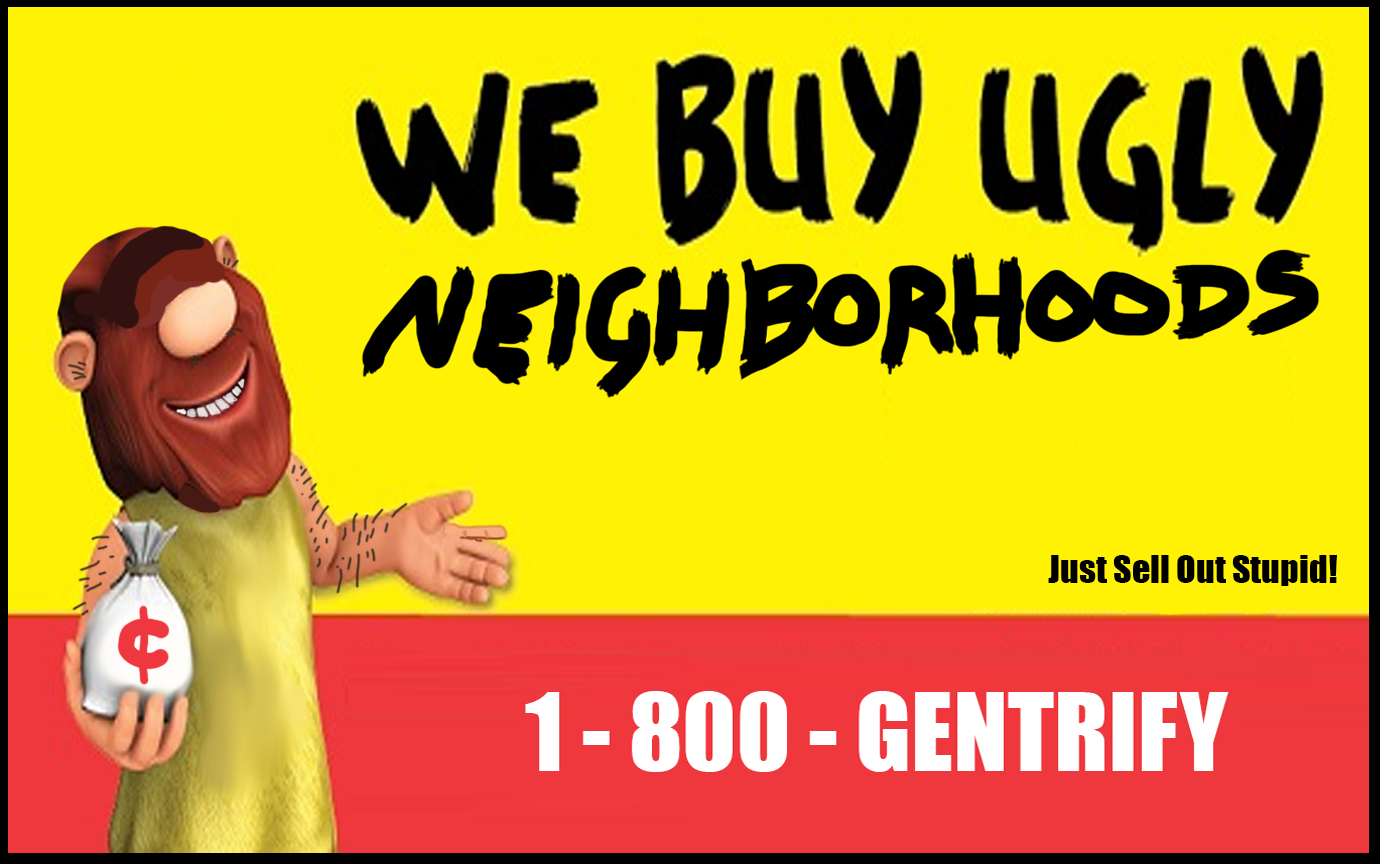 WE BUY UGLY
NEIGHBORHOODS
¢
Just Sell Out Stupid!
1 - 800 - GENTRIFY